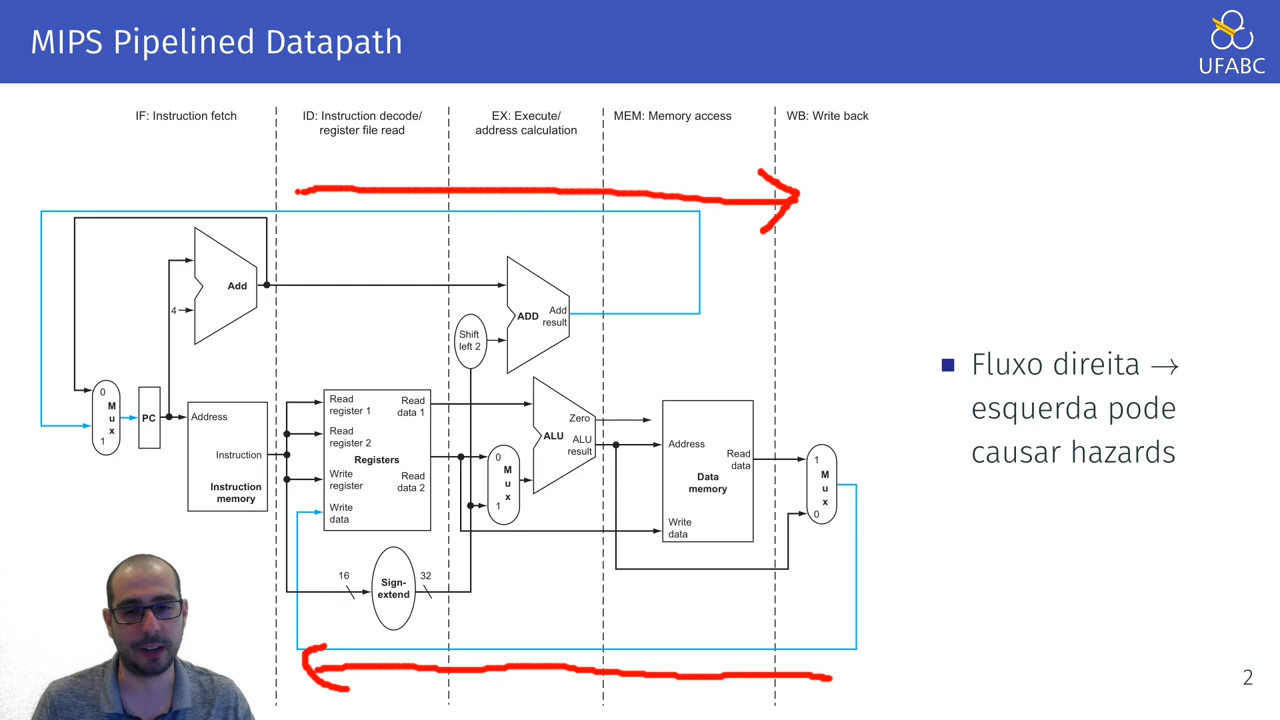 MIPS Pipelined Datapath
UFABC
IF: Instruction fetch
ID: Instruction decode/
register file read
EX: Execute/
address calculation
MEM: Memory access
WB: Write back
Add
4
ADD
Add
result
Shift
left 2
0
M
u
x
1
PC
Address
Instruction
Instruction
memory
Read
register 1
Read
data 1
Read
register 2
Registers
Write
register
Read
data 2
Write
data
16
Sign-
extend
32
0
M
u
x
1
Zero
ALU
ALU
result
Address
Read
data
Data
memory
Write
data
1
M
u
x
0
■ Fluxo direita →
esquerda pode
causar hazards
2